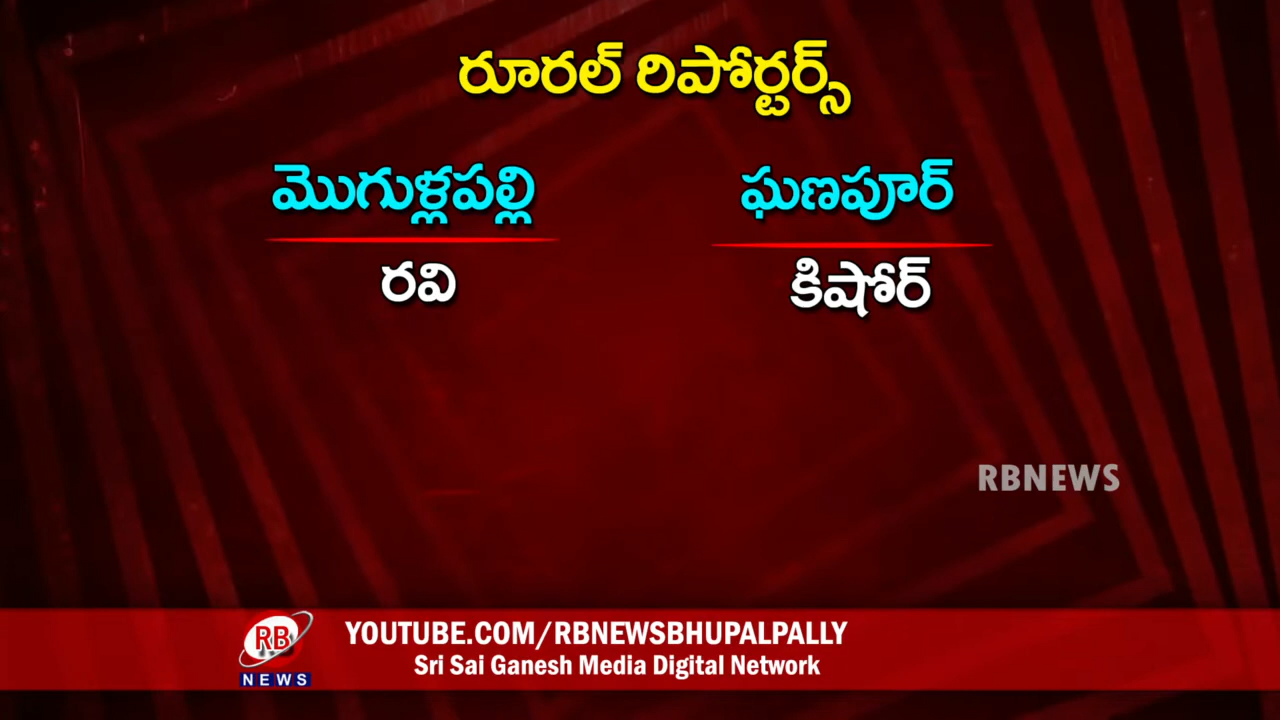 రూరల్ రిపోర్టర్స్
మొగుళ్లపల్లి
రవి
ఘణపూర్
కిషోర్
RBNEWS
RB
NEWS
YOUTUBE.COM/RBNEWSBHUPALPALLY
Sri Sai Ganesh Media Digital Network